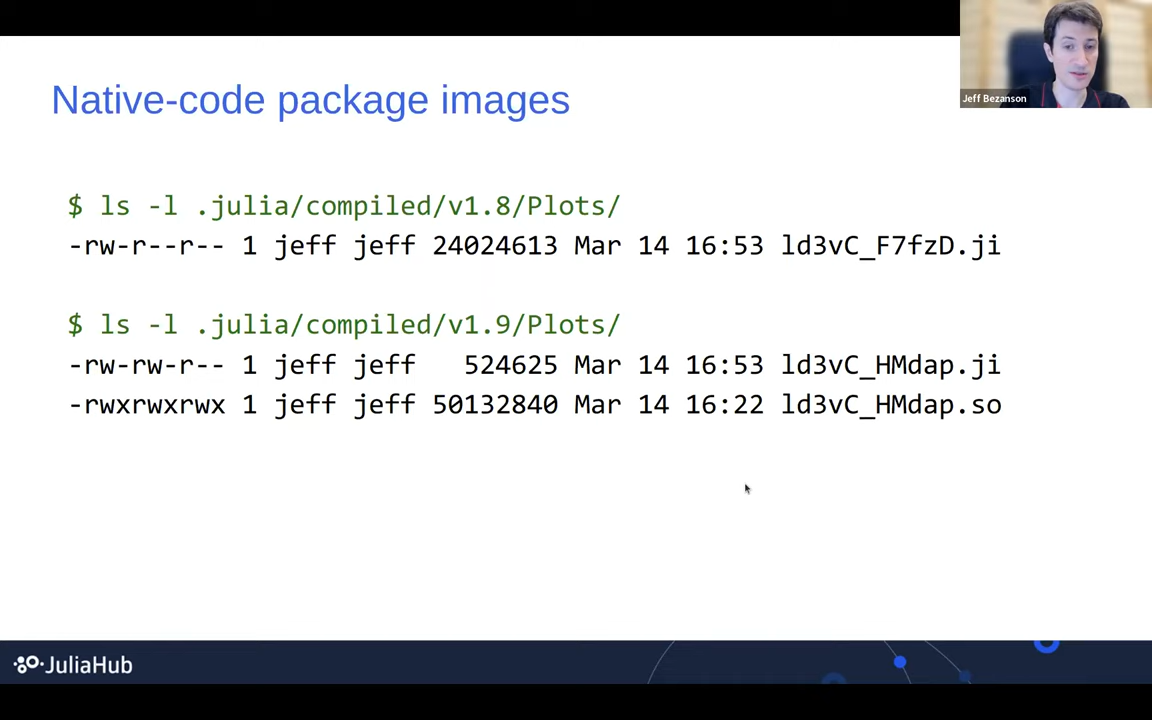 Native-code package images
Jeff Bezanson
$ ls -l .julia/compiled/v1.8/Plots/
-rw-r--r-- 1 jeff jeff 24024613 Mar 14 16:53 ld3vC_F7fzD.ji
$ ls -l .julia/compiled/v1.9/Plots/
-rw-rw-r-- 1 jeff jeff   524625 Mar 14 16:53 ld3vC_HMdap.ji
-rwxrwxrwx 1 jeff jeff 50132840 Mar 14 16:22 ld3vC_HMdap.so
JuliaHub